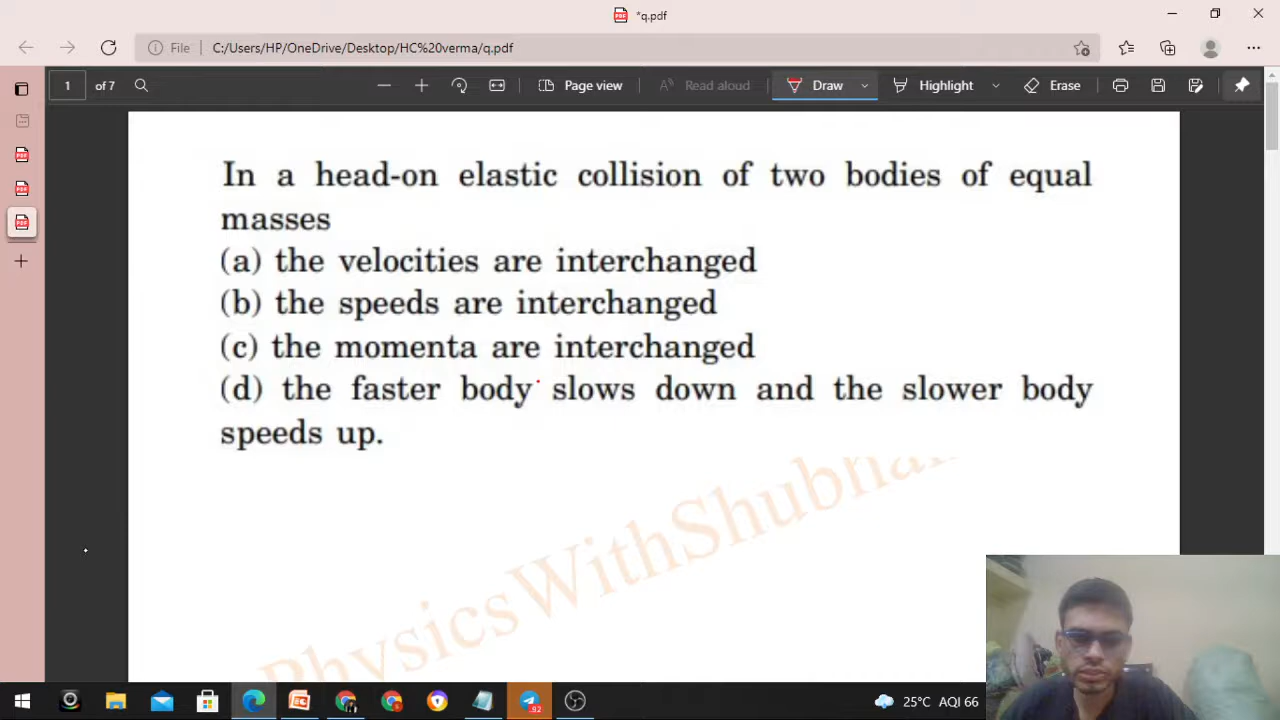 *q.pdf
File
C:/Users/HP/OneDrive/Desktop/HC%20verma/q.pdf
1 of 7
Page view
Read aloud
Draw
Highlight
Erase
In a head-on elastic collision of two bodies of equal
masses
(a) the velocities are interchanged
(b) the speeds are interchanged
(c) the momenta are interchanged
(d) the faster body slows down and the slower body
speeds up.
PhysicsWithShubham
25°C AQI 66